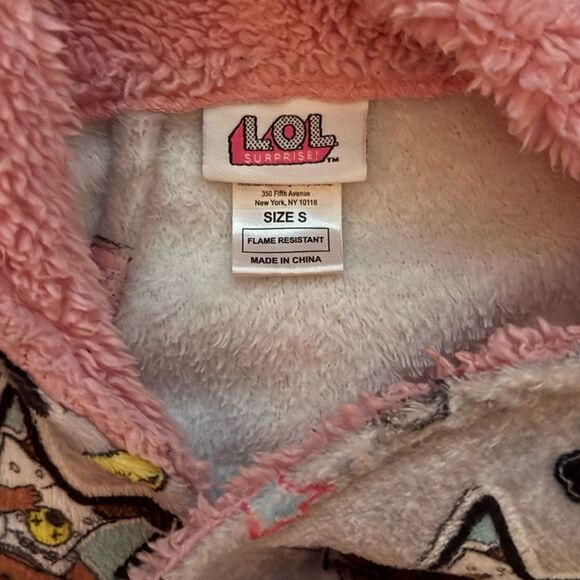 L.O.L.
SURPRISE!™
350 Fifth Avenue
New York, NY 10118
SIZE S
FLAME RESISTANT
MADE IN CHINA